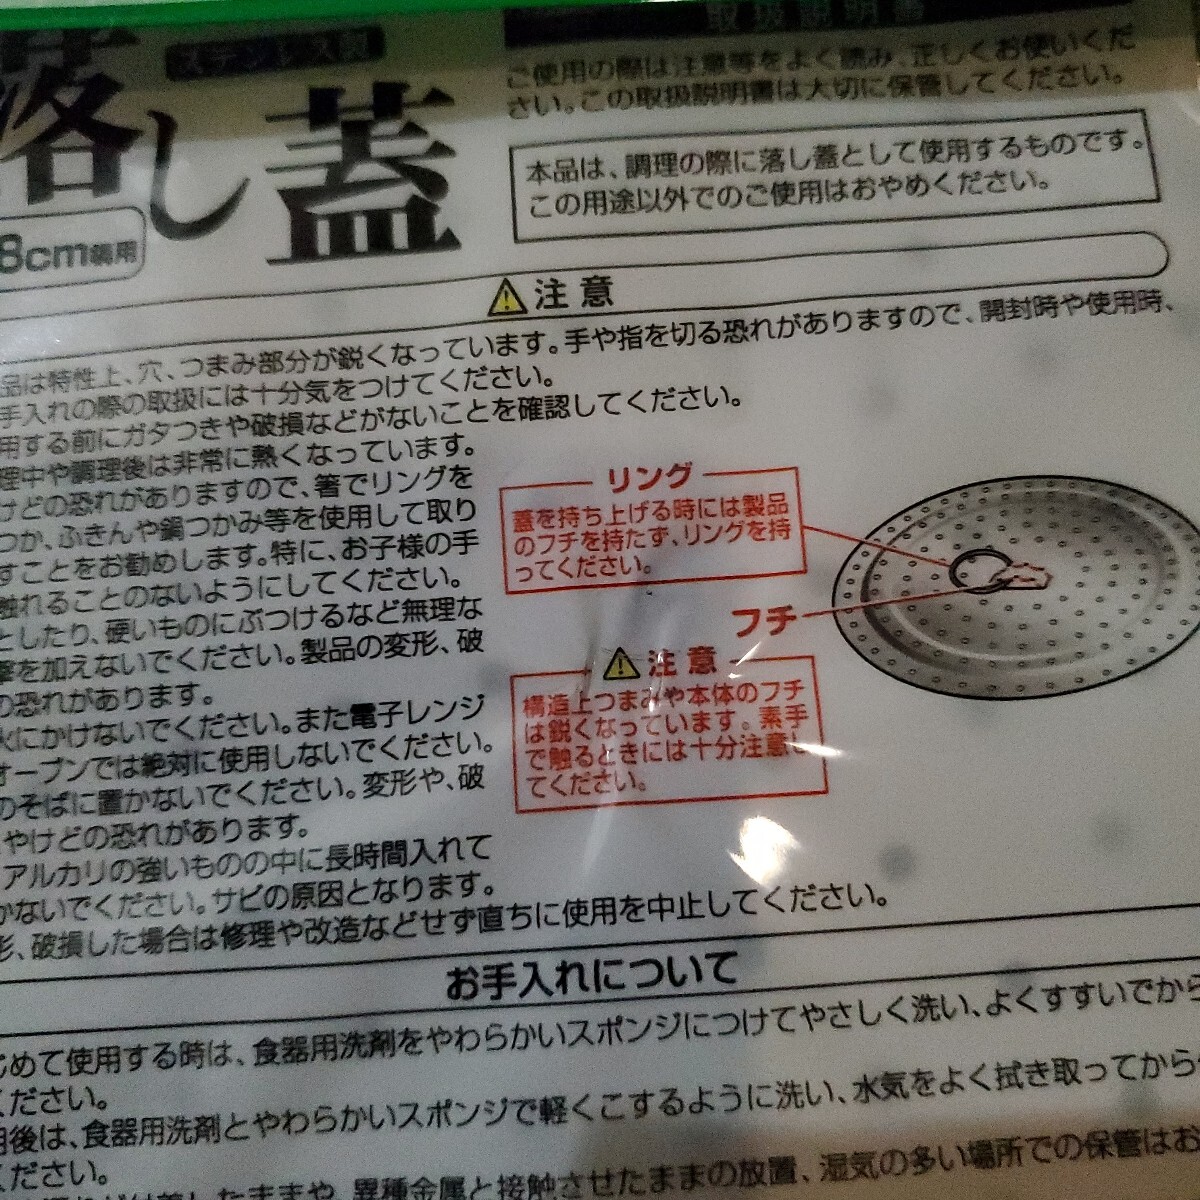 ステンレス製
落し蓋
8cm鍋用
取扱説明書
ご使用の際は注意等をよく読み、正しくお使いくだ
さい。この取扱説明書は大切に保管してください。
本品は、調理の際に落し蓋として使用するものです。
この用途以外でのご使用はおやめください。
注意
品は特性上、穴、つまみ部分が鋭くなっています。手や指を切る恐れがありますので、開封時や使用時、
手入れの際の取扱には十分気をつけてください。
用する前にガタつきや破損などがないことを確認してください。
理中や調理後は非常に熱くなっています。
けどの恐れがありますので、箸でリングを
つか、ふきんや鍋つかみ等を使用して取り
すことをお勧めします。特に、お子様の手
触れることのないようにしてください。
としたり、硬いものにぶつけるなど無理な
撃を加えないでください。製品の変形、破
の恐れがあります。
火にかけないでください。また電子レンジ
オーブンでは絶対に使用しないでください。
のそばに置かないでください。変形や、破
やけどの恐れがあります。
アルカリの強いものの中に長時間入れて
かないでください。サビの原因となります。
形、破損した場合は修理や改造などせず直ちに使用を中止してください。
リング
蓋を持ち上げる時には製品
のフチを持たず、リングを持
ってください。
フチ
注意
構造上つまみや本体のフチ
は鋭くなっています。素手
で触るときには十分注意し
てください。
お手入れについて
じめて使用する時は、食器用洗剤をやわらかいスポンジにつけてやさしく洗い、よくすすいでから
ください。
用後は、食器用洗剤とやわらかいスポンジで軽くこするように洗い、水気をよく拭き取ってから
ください。
したままや、異種金属と接触させたままの放置、湿気の多い場所での保管はお